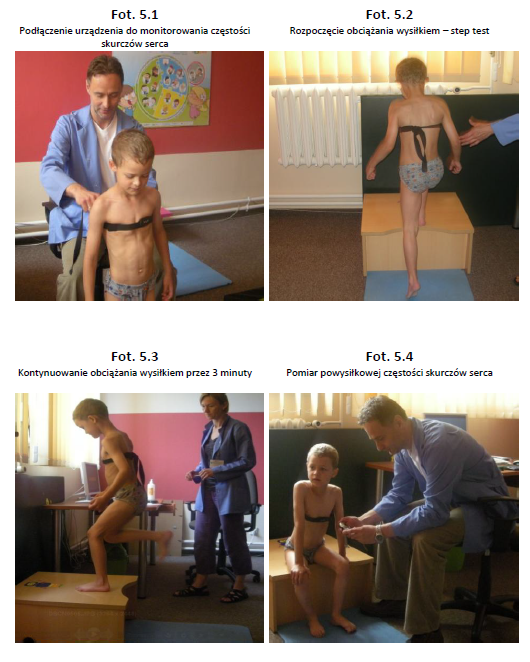 Fot. 5.1
Podłączenie urządzenia do monitorowania częstości
skurczów serca
Fot. 5.2
Rozpoczęcie obciążania wysiłkiem – step test
Fot. 5.3
Kontynuowanie obciążania wysiłkiem przez 3 minuty
Fot. 5.4
Pomiar powysiłkowej częstości skurczów serca